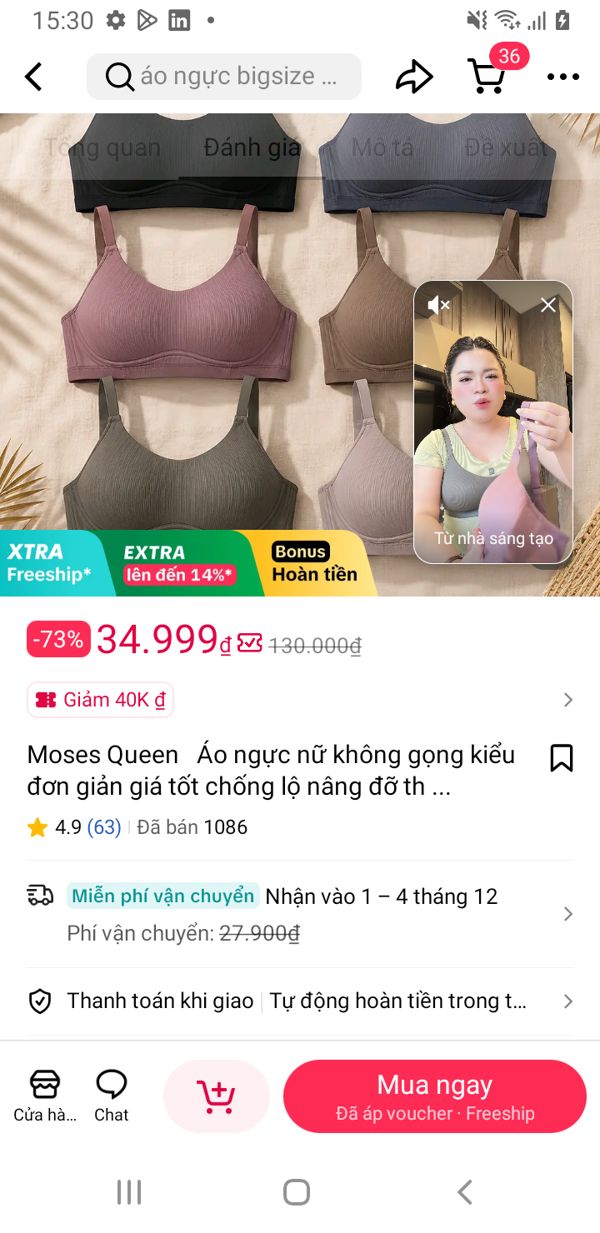 15:30
áo ngực bigsize ...
36
Tổng quan Đánh giá Mô tả Đề xuất
Từ nhà sáng tạo
XTRA
Freeship*
EXTRA
lên đến 14%*
Bonus
Hoàn tiền
-73% 34.999đ 130.000đ
Giảm 40K đ
Moses Queen Áo ngực nữ không gọng kiểu
đơn giản giá tốt chống lộ nâng đỡ th ...
4.9 (63) Đã bán 1086
Miễn phí vận chuyển Nhận vào 1 – 4 tháng 12
Phí vận chuyển: 27.900đ
Thanh toán khi giao Tự động hoàn tiền trong t...
Cửa hà...
Chat
Mua ngay
Đã áp voucher · Freeship